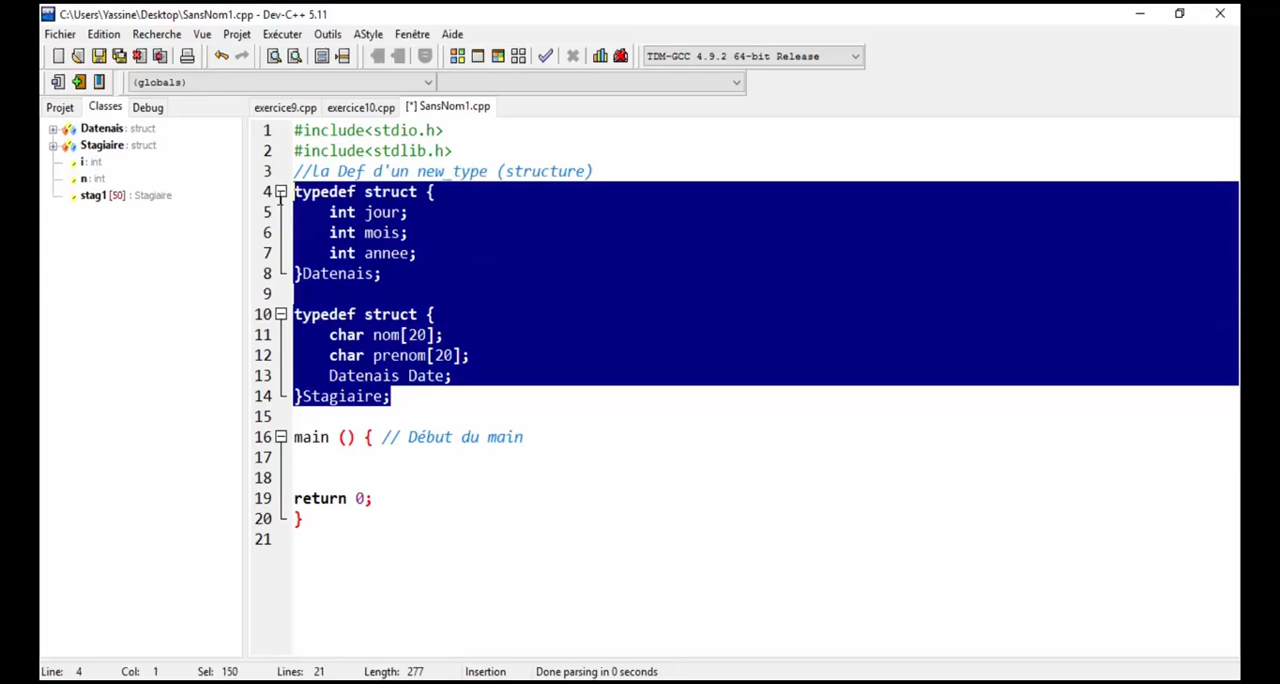 C:\Users\Yassine\Desktop\SansNom1.cpp - Dev-C++ 5.11
Fichier Edition Recherche Vue Projet Exécuter Outils AStyle Fenêtre Aide
TDM-GCC 4.9.2 64-bit Release
(globals)
Projet Classes Debug
exercice9.cpp exercice10.cpp [*] SansNom1.cpp
Datenais : struct
Stagiaire : struct
i : int
n : int
stag1 [50] : Stagiaire
1 #include<stdio.h>
2 #include<stdlib.h>
3 //la Def d'un new_type (structure)
4 typedef struct {
5 int jour;
6 int mois;
7 int annee;
8 }Datenais;
9
10 typedef struct {
11 char nom[20];
12 char prenom[20];
13 Datenais Date;
14 }Stagiaire;
15
16 main () { // Début du main
17
18
19 return 0;
20 }
21
Line: 4 Col: 1 Sel: 150 Lines: 21 Length: 277 Insertion Done parsing in 0 seconds